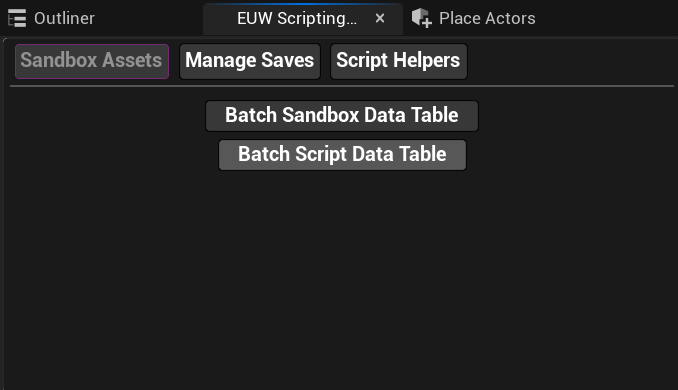 Outliner
EUW Scripting...
Place Actors
Sandbox Assets
Manage Saves
Script Helpers
Batch Sandbox Data Table
Batch Script Data Table